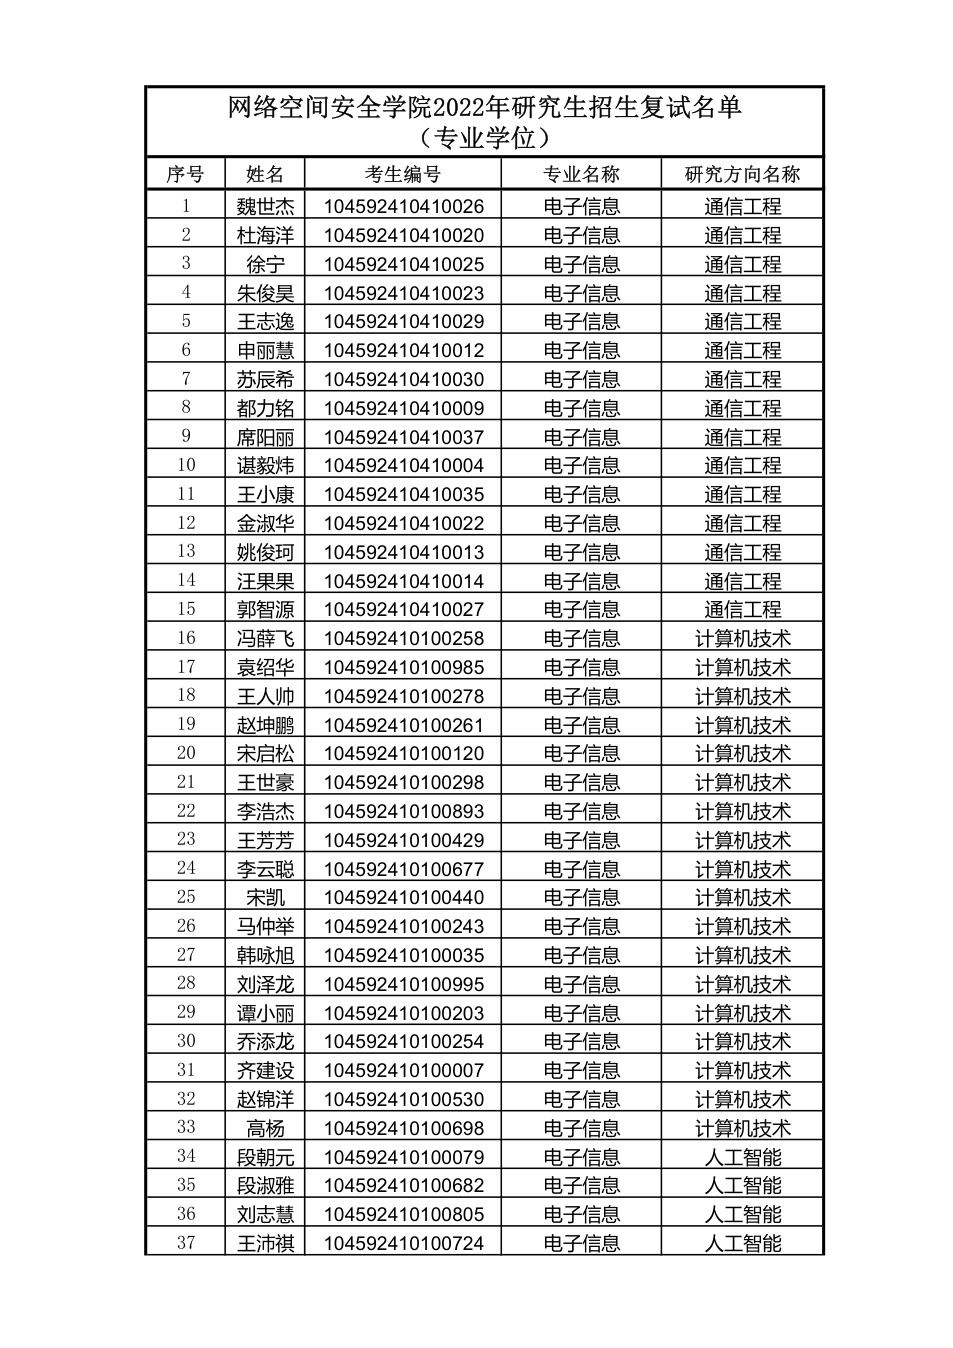 网络空间安全学院2022年研究生招生复试名单
（专业学位）
序号 姓名 考生编号 专业名称 研究方向名称
1 魏世杰 104592410410026 电子信息 通信工程
2 杜海洋 104592410410020 电子信息 通信工程
3 徐宁 104592410410025 电子信息 通信工程
4 朱俊昊 104592410410023 电子信息 通信工程
5 王志逸 104592410410029 电子信息 通信工程
6 申丽慧 104592410410012 电子信息 通信工程
7 苏辰希 104592410410030 电子信息 通信工程
8 都力铭 104592410410009 电子信息 通信工程
9 席阳丽 104592410410037 电子信息 通信工程
10 谌毅炜 104592410410004 电子信息 通信工程
11 王小康 104592410410035 电子信息 通信工程
12 金淑华 104592410410022 电子信息 通信工程
13 姚俊珂 104592410410013 电子信息 通信工程
14 汪果果 104592410410014 电子信息 通信工程
15 郭智源 104592410410027 电子信息 通信工程
16 冯薛飞 104592410100258 电子信息 计算机技术
17 袁绍华 104592410100985 电子信息 计算机技术
18 王人帅 104592410100278 电子信息 计算机技术
19 赵坤鹏 104592410100261 电子信息 计算机技术
20 宋启松 104592410100120 电子信息 计算机技术
21 王世豪 104592410100298 电子信息 计算机技术
22 李浩杰 104592410100893 电子信息 计算机技术
23 王芳芳 104592410100429 电子信息 计算机技术
24 李云聪 104592410100677 电子信息 计算机技术
25 宋凯 104592410100440 电子信息 计算机技术
26 马仲举 104592410100243 电子信息 计算机技术
27 韩咏旭 104592410100035 电子信息 计算机技术
28 刘泽龙 104592410100995 电子信息 计算机技术
29 谭小丽 104592410100203 电子信息 计算机技术
30 乔添龙 104592410100254 电子信息 计算机技术
31 齐建设 104592410100007 电子信息 计算机技术
32 赵锦洋 104592410100530 电子信息 计算机技术
33 高杨 104592410100698 电子信息 计算机技术
34 段朝元 104592410100079 电子信息 人工智能
35 段淑雅 104592410100682 电子信息 人工智能
36 刘志慧 104592410100805 电子信息 人工智能
37 王沛祺 104592410100724 电子信息 人工智能